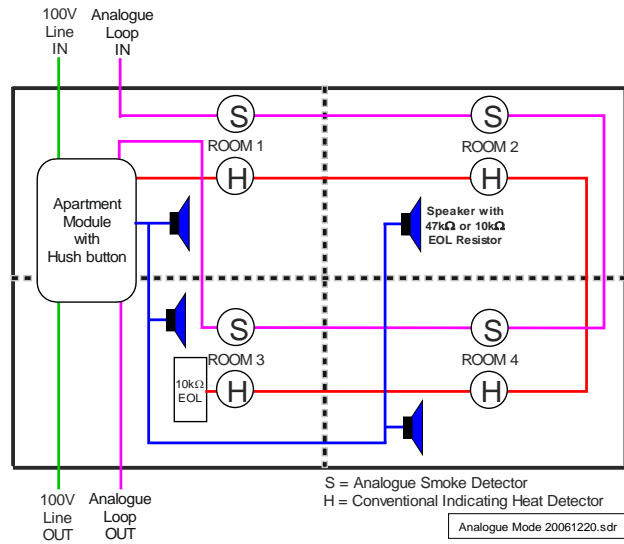 100V
Line
IN
Analogue
Loop
IN
S
S
ROOM 1
ROOM 2
H
H
Apartment
Module
with
Hush button
Speaker with
47kΩ or 10kΩ
EOL Resistor
S
S
ROOM 3
ROOM 4
10kΩ
EOL
H
H
S = Analogue Smoke Detector
H = Conventional Indicating Heat Detector
100V
Line
OUT
Analogue
Loop
OUT
Analogue Mode 20061220.sdr